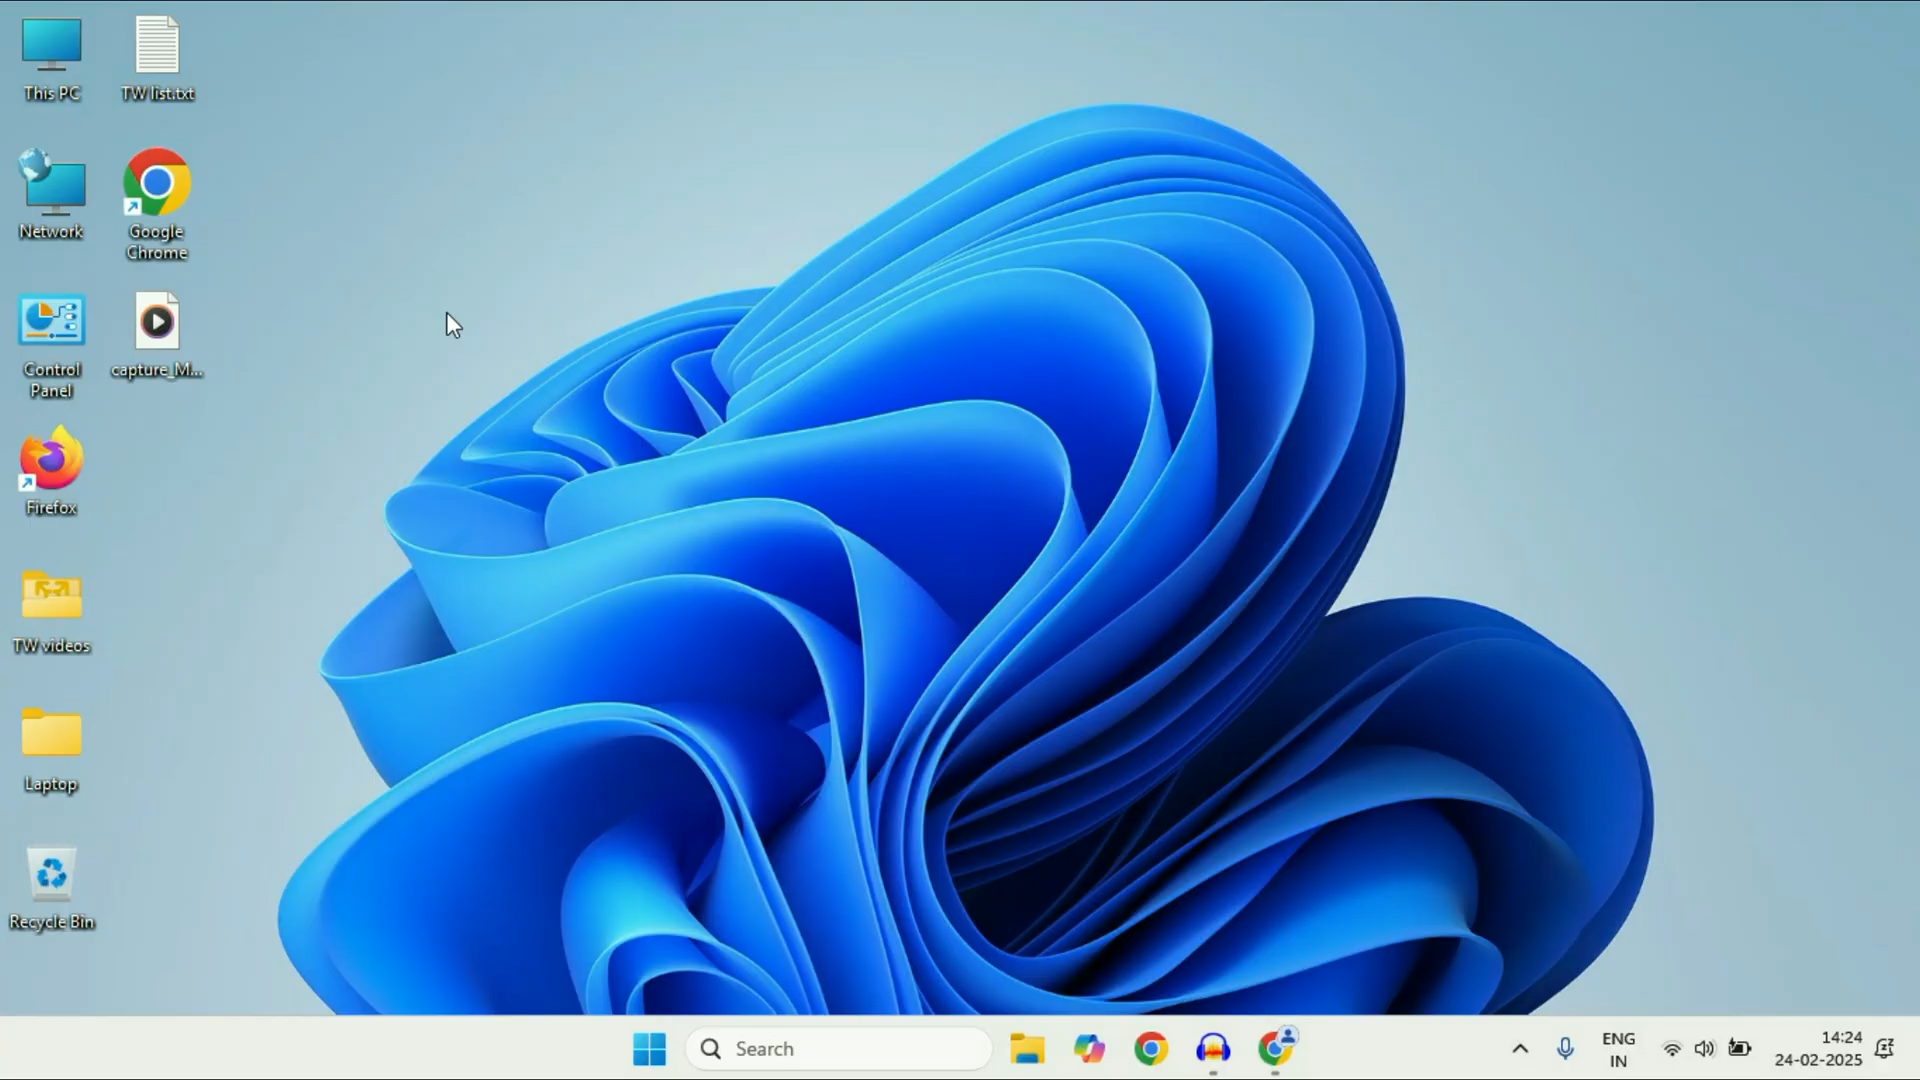 This PC
TW list.txt
Network
Google
Chrome
Control
Panel
capture_M...
Firefox
TW videos
Laptop
Recycle Bin
Search
ENG
IN
14:24
24-02-2025